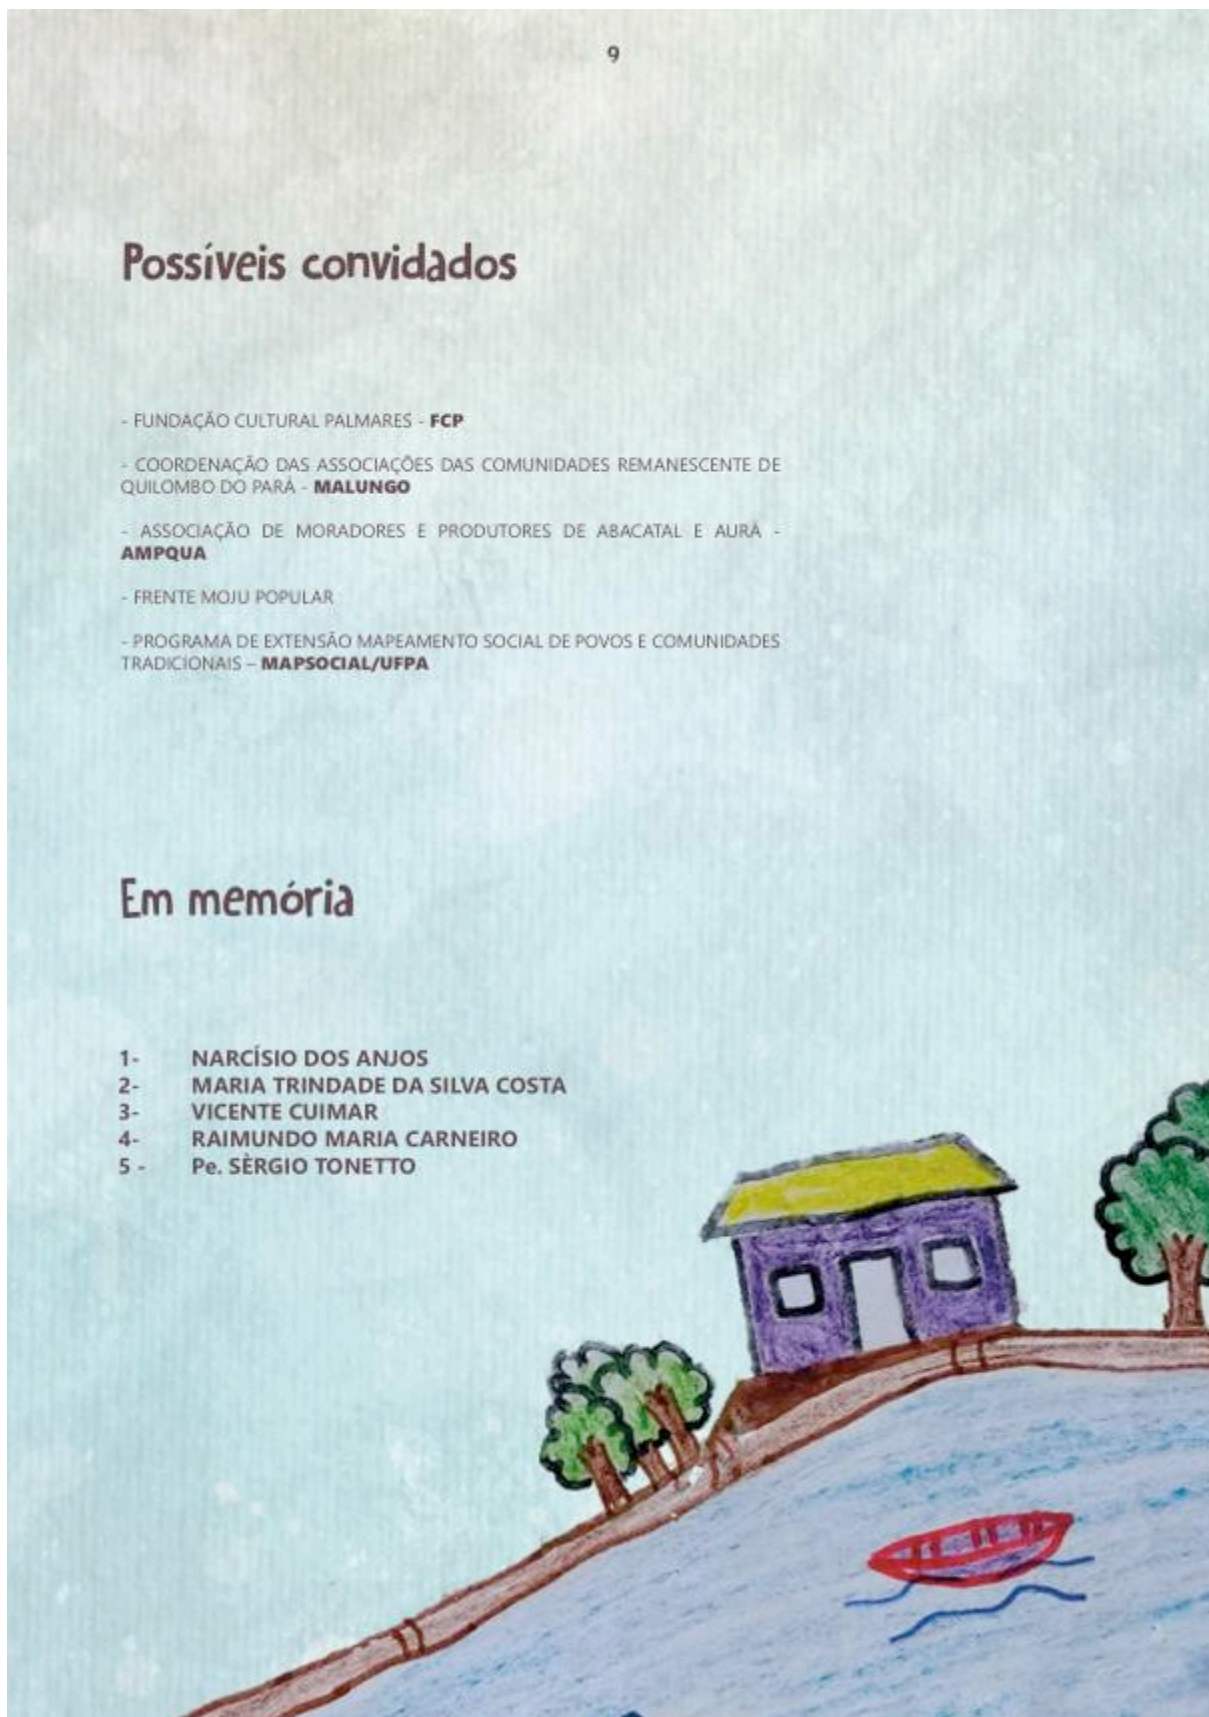 9
Possíveis convidados
- FUNDAÇÃO CULTURAL PALMARES - FCP
- COORDENAÇÃO DAS ASSOCIAÇÕES DAS COMUNIDADES REMANESCENTE DE
QUILOMBO DO PARÁ - MALUNGO
- ASSOCIAÇÃO DE MORADORES E PRODUTORES DE ABACATAL E AURÁ -
AMPQUA
- FRENTE MOJU POPULAR
- PROGRAMA DE EXTENSÃO MAPEAMENTO SOCIAL DE POVOS E COMUNIDADES
TRADICIONAIS – MAPSOCIAL/UFPA
Em memória
1- NARCÍSIO DOS ANJOS
2- MARIA TRINDADE DA SILVA COSTA
3- VICENTE CUIMAR
4- RAIMUNDO MARIA CARNEIRO
5 - Pe. SÈRGIO TONETTO